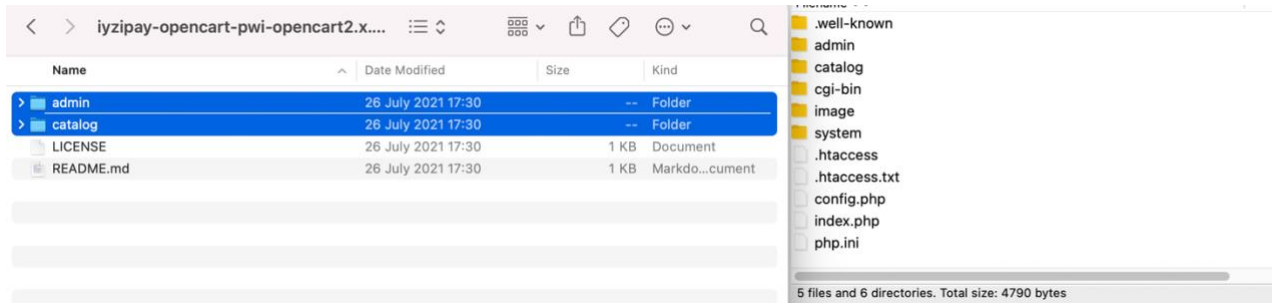 iyzipay-opencart-pwi-opencart2.x....
Name Date Modified Size Kind
admin 26 July 2021 17:30 -- Folder
catalog 26 July 2021 17:30 -- Folder
LICENSE 26 July 2021 17:30 1 KB Document
README.md 26 July 2021 17:30 1 KB Markdo...cument
Filename
.well-known
admin
catalog
cgi-bin
image
system
.htaccess
.htaccess.txt
config.php
index.php
php.ini
5 files and 6 directories. Total size: 4790 bytes